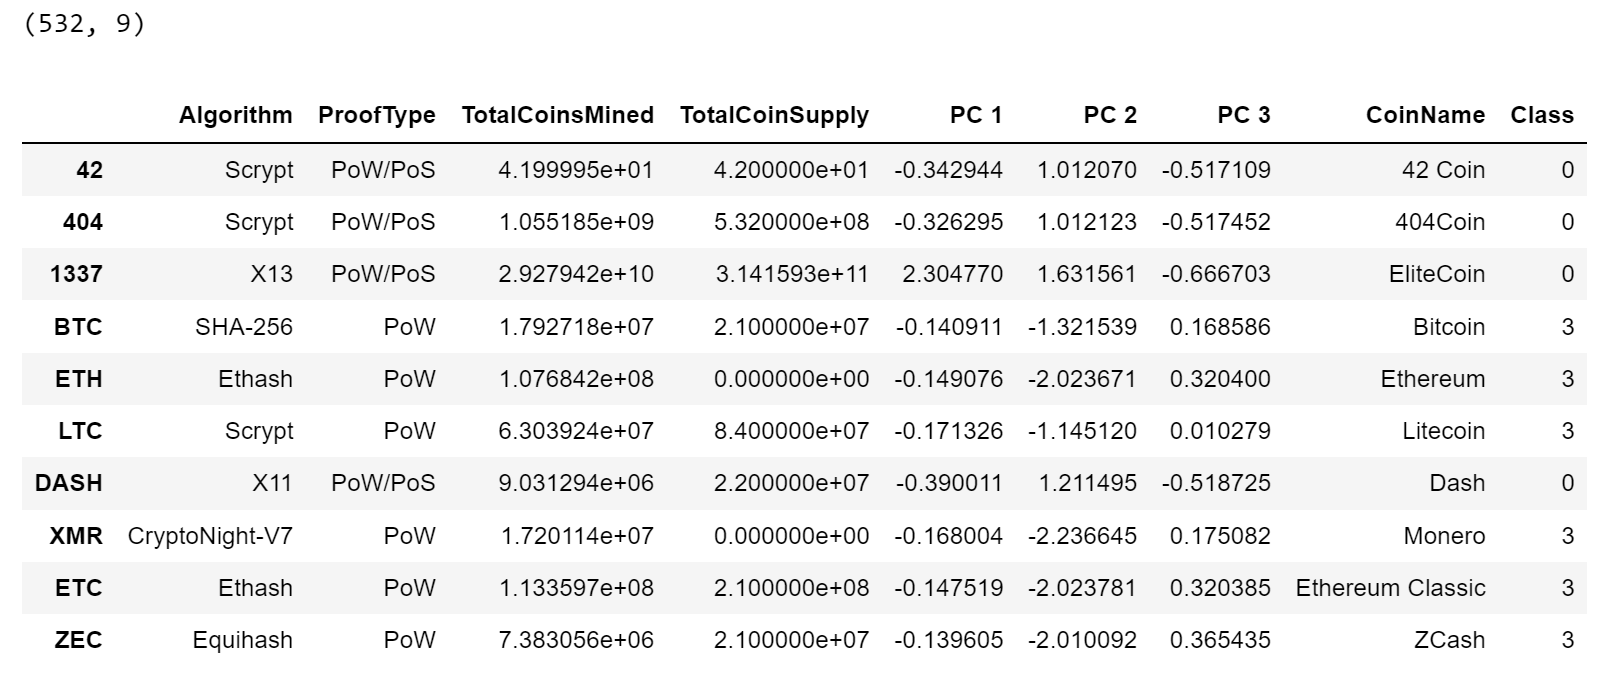 (532, 9)
Algorithm ProofType TotalCoinsMined TotalCoinSupply PC 1 PC 2 PC 3 CoinName Class
42 Scrypt PoW/PoS 4.199995e+01 4.200000e+01 -0.342944 1.012070 -0.517109 42 Coin 0
404 Scrypt PoW/PoS 1.055185e+09 5.320000e+08 -0.326295 1.012123 -0.517452 404Coin 0
1337 X13 PoW/PoS 2.927942e+10 3.141593e+11 2.304770 1.631561 -0.666703 EliteCoin 0
BTC SHA-256 PoW 1.792718e+07 2.100000e+07 -0.140911 -1.321539 0.168586 Bitcoin 3
ETH Ethash PoW 1.076842e+08 0.000000e+00 -0.149076 -2.023671 0.320400 Ethereum 3
LTC Scrypt PoW 6.303924e+07 8.400000e+07 -0.171326 -1.145120 0.010279 Litecoin 3
DASH X11 PoW/PoS 9.031294e+06 2.200000e+07 -0.390011 1.211495 -0.518725 Dash 0
XMR CryptoNight-V7 PoW 1.720114e+07 0.000000e+00 -0.168004 -2.236645 0.175082 Monero 3
ETC Ethash PoW 1.133597e+08 2.100000e+08 -0.147519 -2.023781 0.320385 Ethereum Classic 3
ZEC Equihash PoW 7.383056e+06 2.100000e+07 -0.139605 -2.010092 0.365435 ZCash 3